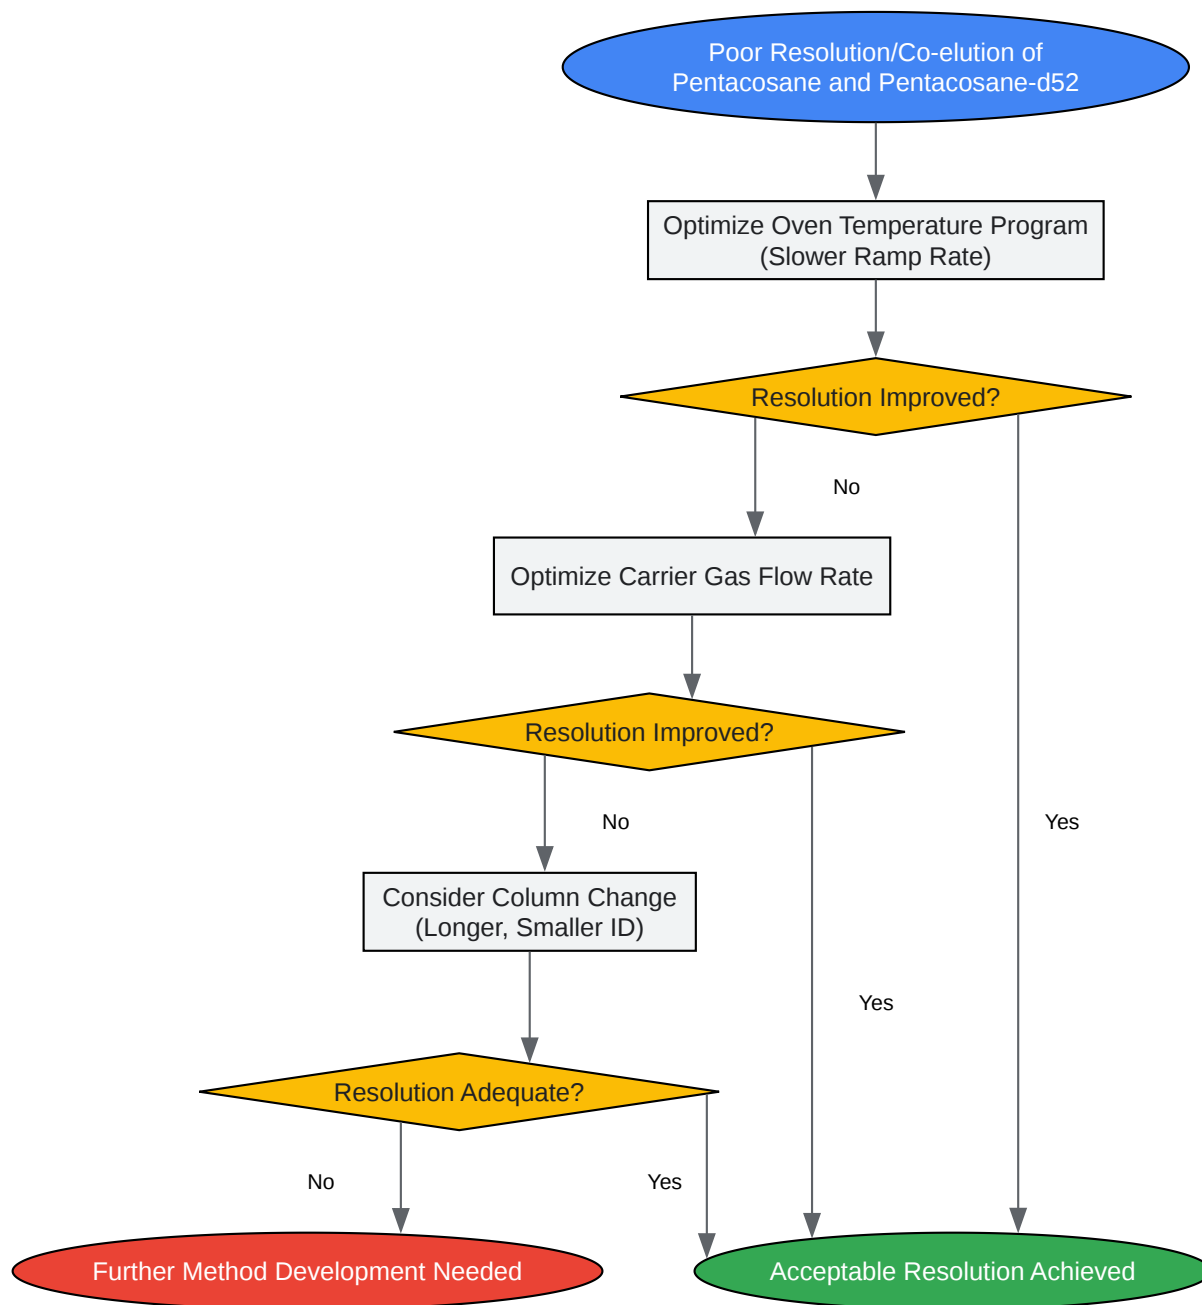 Poor Resolution/Co-elution of
Pentacosane and Pentacosane-d52
Optimize Oven Temperature Program
(Slower Ramp Rate)
Resolution Improved?
No
Optimize Carrier Gas Flow Rate
Resolution Improved?
No
Yes
Consider Column Change
(Longer, Smaller ID)
Yes
Resolution Adequate?
No
Yes
Further Method Development Needed
Acceptable Resolution Achieved